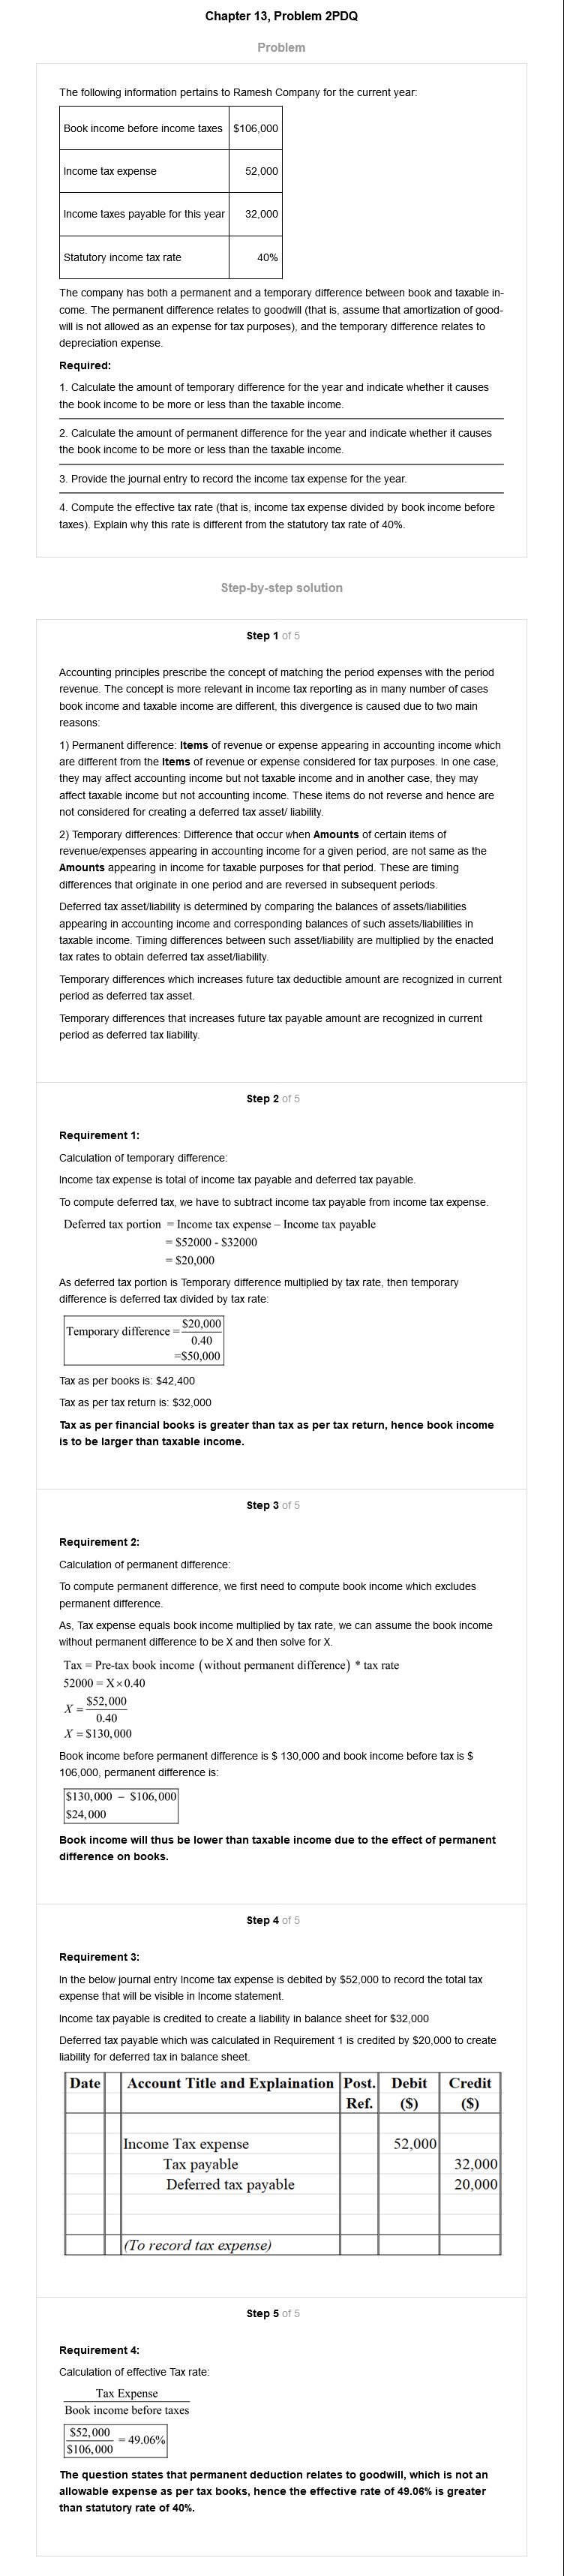 Chapter 13, Problem 2PDQ
Problem
The following information pertains to Ramesh Company for the current year:
Book income before income taxes $106,000
Income tax expense 52,000
Income taxes payable for this year 32,000
Statutory income tax rate 40%
The company has both a permanent and a temporary difference between book and taxable in-
come. The permanent difference relates to goodwill (that is, assume that amortization of good-
will is not allowed as an expense for tax purposes), and the temporary difference relates to
depreciation expense.
Required:
1. Calculate the amount of temporary difference for the year and indicate whether it causes
the book income to be more or less than the taxable income.
2. Calculate the amount of permanent difference for the year and indicate whether it causes
the book income to be more or less than the taxable income.
3. Provide the journal entry to record the income tax expense for the year.
4. Compute the effective tax rate (that is, income tax expense divided by book income before
taxes). Explain why this rate is different from the statutory tax rate of 40%.
Step-by-step solution
Step 1 of 5
Accounting principles prescribe the concept of matching the period expenses with the period
revenue. The concept is more relevant in income tax reporting as in many number of cases
book income and taxable income are different, this divergence is caused due to two main
reasons:
1) Permanent difference: Items of revenue or expense appearing in accounting income which
are different from the Items of revenue or expense considered for tax purposes. In one case,
they may affect accounting income but not taxable income and in another case, they may
affect taxable income but not accounting income. These items do not reverse and hence are
not considered for creating a deferred tax asset/ liability.
2) Temporary differences: Difference that occur when Amounts of certain items of
revenue/expenses appearing in accounting income for a given period, are not same as the
Amounts appearing in income for taxable purposes for that period. These are timing
differences that originate in one period and are reversed in subsequent periods.
Deferred tax asset/liability is determined by comparing the balances of assets/liabilities
appearing in accounting income and corresponding balances of such assets/liabilities in
taxable income. Timing differences between such asset/liability are multiplied by the enacted
tax rates to obtain deferred tax asset/liability.
Temporary differences which increases future tax deductible amount are recognized in current
period as deferred tax asset.
Temporary differences that increases future tax payable amount are recognized in current
period as deferred tax liability.
Step 2 of 5
Requirement 1:
Calculation of temporary difference:
Income tax expense is total of income tax payable and deferred tax payable.
To compute deferred tax, we have to subtract income tax payable from income tax expense.
Deferred tax portion = Income tax expense – Income tax payable
= $52000 - $32000
= $20,000
As deferred tax portion is Temporary difference multiplied by tax rate, then temporary
difference is deferred tax divided by tax rate:
$20,000
Temporary difference =
0.40
=$50,000
Tax as per books is: $42,400
Tax as per tax return is: $32,000
Tax as per financial books is greater than tax as per tax return, hence book income
is to be larger than taxable income.
Step 3 of 5
Requirement 2:
Calculation of permanent difference:
To compute permanent difference, we first need to compute book income which excludes
permanent difference.
As, Tax expense equals book income multiplied by tax rate, we can assume the book income
without permanent difference to be X and then solve for X.
Tax = Pre-tax book income (without permanent difference) * tax rate
52000 = X×0.40
$52,000
X =
0.40
X = $130,000
Book income before permanent difference is $ 130,000 and book income before tax is $
106,000, permanent difference is:
$130,000 – $106,000
$24,000
Book income will thus be lower than taxable income due to the effect of permanent
difference on books.
Step 4 of 5
Requirement 3:
In the below journal entry Income tax expense is debited by $52,000 to record the total tax
expense that will be visible in Income statement.
Income tax payable is credited to create a liability in balance sheet for $32,000
Deferred tax payable which was calculated in Requirement 1 is credited by $20,000 to create
liability for deferred tax in balance sheet.
Date Account Title and Explaination Post. Debit Credit
Ref. ($) ($)
Income Tax expense 52,000
Tax payable 32,000
Deferred tax payable 20,000
(To record tax expense)
Step 5 of 5
Requirement 4:
Calculation of effective Tax rate:
Tax Expense
Book income before taxes
$52,000
= 49.06%
$106,000
The question states that permanent deduction relates to goodwill, which is not an
allowable expense as per tax books, hence the effective rate of 49.06% is greater
than statutory rate of 40%.